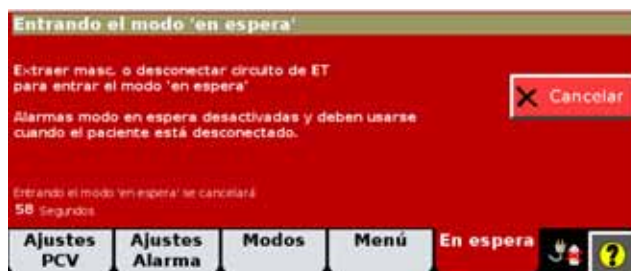 Entrando el modo 'en espera'
Extraer masc. o desconectar circuito de ET
para entrar el modo 'en espera'
Cancelar
Alarmas modo en espera desactivadas y deben usarse
cuando el paciente está desconectado.
Entrando el modo 'en espera' se cancelará
58 Segundos
Ajustes PCV
Ajustes Alarma
Modos
Menú
En espera
?